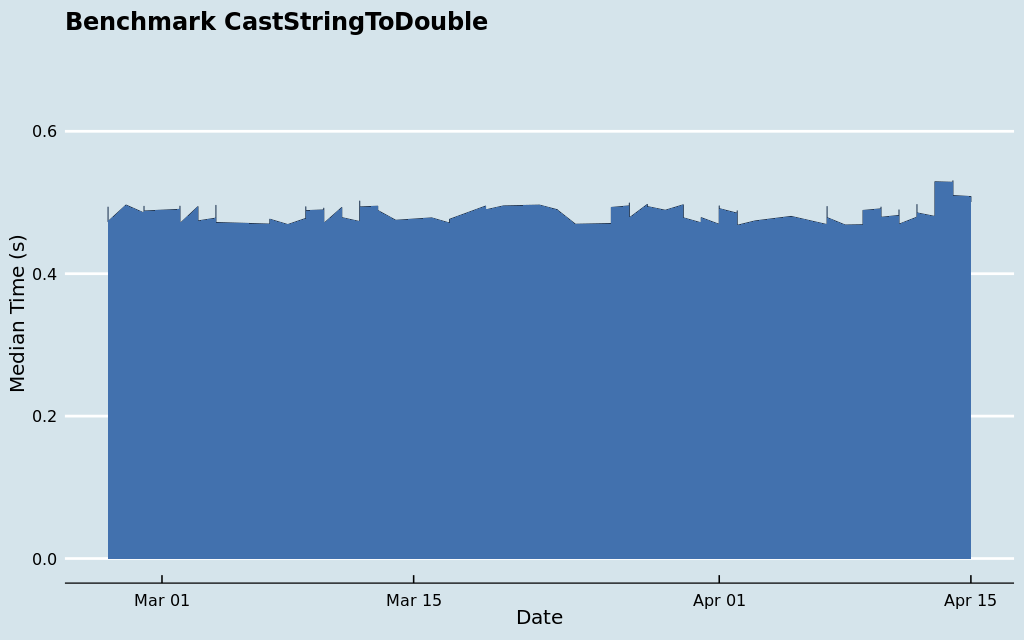 Benchmark CastStringToDouble
Median Time (s)
0.6
0.4
0.2
0.0
Mar 01
Mar 15
Apr 01
Apr 15
Date